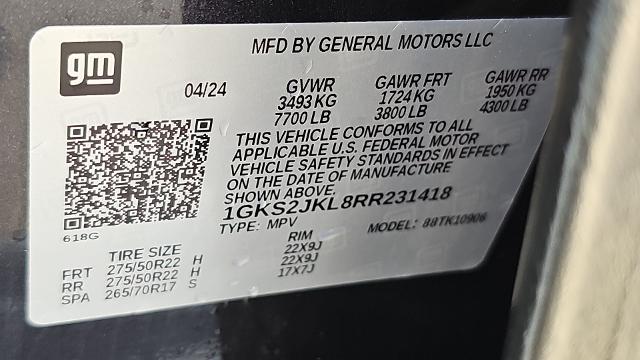 gm
MFD BY GENERAL MOTORS LLC
04/24 GVWR GAWR FRT GAWR RR
3493 KG 1724 KG 1950 KG
7700 LB 3800 LB 4300 LB
THIS VEHICLE CONFORMS TO ALL
APPLICABLE U.S. FEDERAL MOTOR
VEHICLE SAFETY STANDARDS IN EFFECT
ON THE DATE OF MANUFACTURE
SHOWN ABOVE.
1GKS2JKL8RR231418
618G
TYPE: MPV MODEL: 88TK10906
TIRE SIZE RIM
FRT 275/50R22 H 22X9J
RR 275/50R22 H 22X9J
SPA 265/70R17 S 17X7J